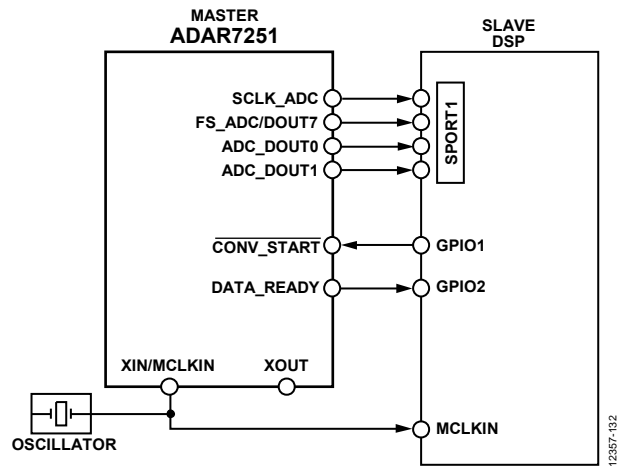 MASTER
ADAR7251
SLAVE
DSP
SCLK_ADC
FS_ADC/DOUT7
ADC_DOUT0
ADC_DOUT1
SPORT1
CONV_START
GPIO1
DATA_READY
GPIO2
XIN/MCLKIN
XOUT
OSCILLATOR
MCLKIN
12357-132